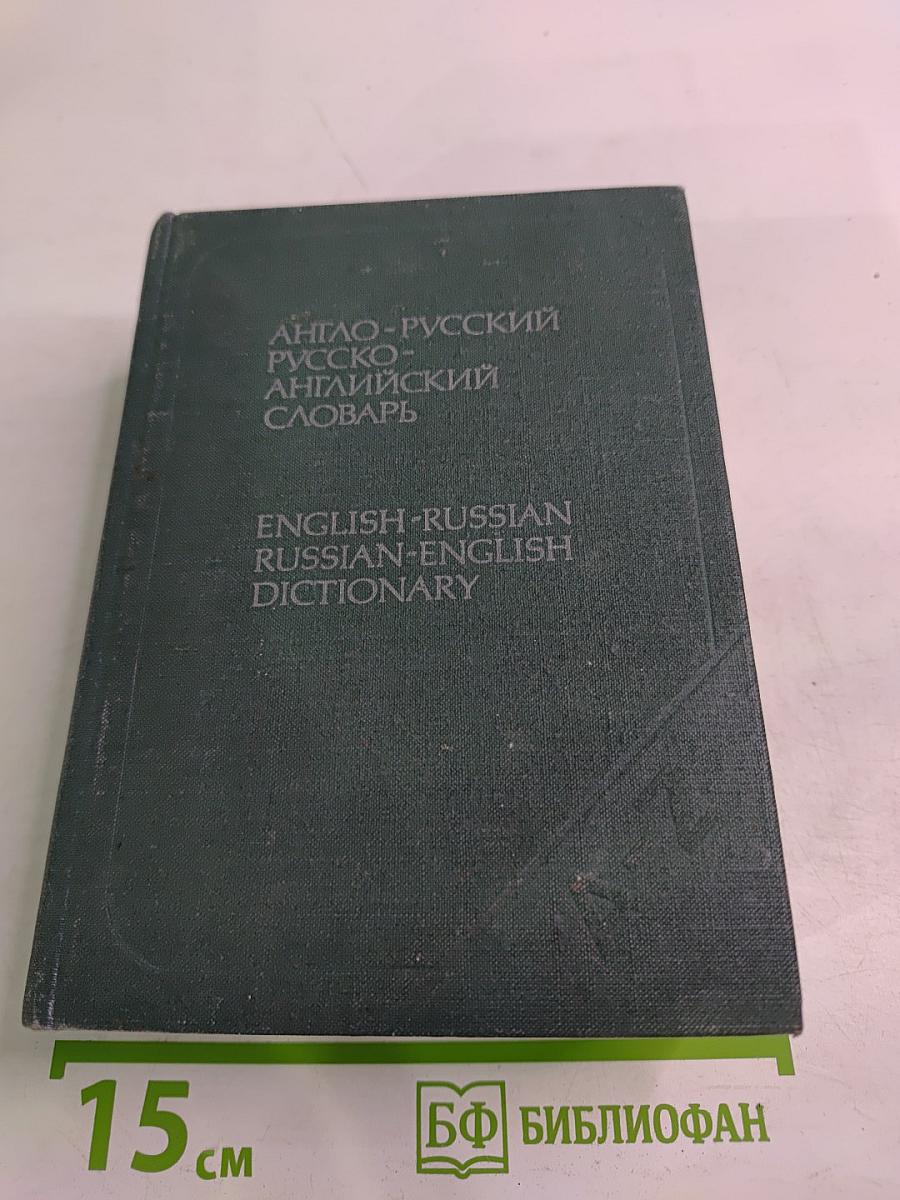 АНГЛО-РУССКИЙ
РУССКО-
АНГЛИЙСКИЙ
СЛОВАРЬ
ENGLISH-RUSSIAN
RUSSIAN-ENGLISH
DICTIONARY
A-Z
15 см
БФ БИБЛИОФАН